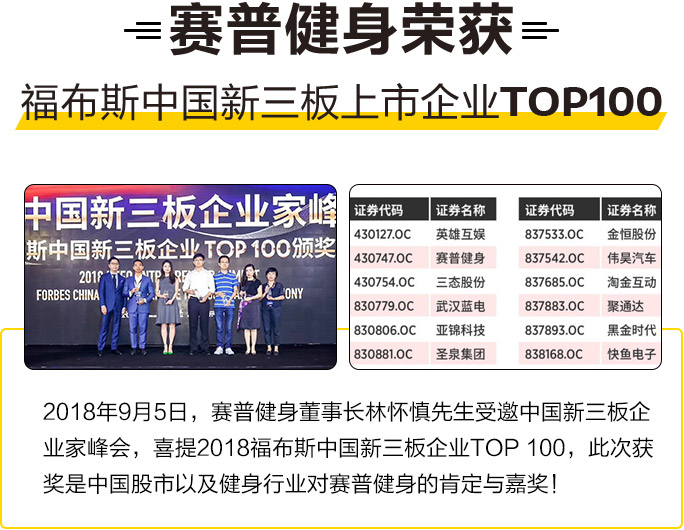 赛普健身荣获
福布斯中国新三板上市企业TOP100
中国新三板企业家峰
斯中国新三板企业TOP 100颁奖
FORBES CHINA
证券代码 证券名称 证券代码 证券名称
430127.OC 英雄互娱 837533.OC 金恒股份
430747.OC 赛普健身 837542.OC 伟昊汽车
430754.OC 三态股份 837685.OC 淘金互动
830779.OC 武汉蓝电 837883.OC 聚通达
830806.OC 亚锦科技 837893.OC 黑金时代
830881.OC 圣泉集团 838168.OC 快鱼电子
2018年9月5日，赛普健身董事长林怀慎先生受邀中国新三板企
业家峰会，喜提2018福布斯中国新三板企业TOP 100，此次获
奖是中国股市以及健身行业对赛普健身的肯定与嘉奖！